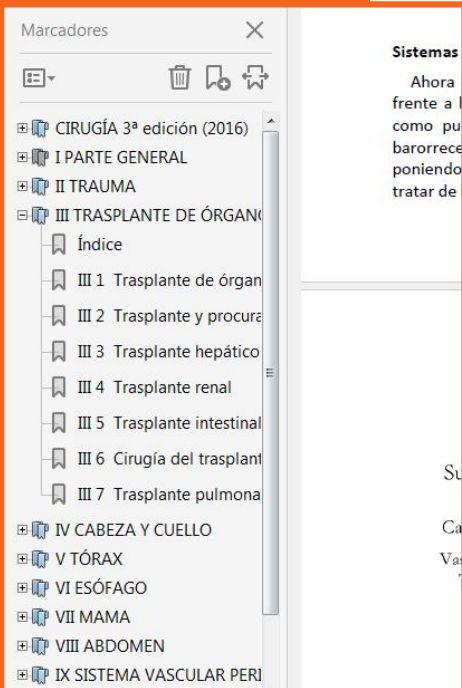 Marcadores
CIRUGÍA 3ª edición (2016)
I PARTE GENERAL
II TRAUMA
III TRASPLANTE DE ÓRGAN
Índice
III 1 Trasplante de órgan
III 2 Trasplante y procura
III 3 Trasplante hepático
III 4 Trasplante renal
III 5 Trasplante intestinal
III 6 Cirugía del trasplant
III 7 Trasplante pulmona
IV CABEZA Y CUELLO
V TÓRAX
VI ESÓFAGO
VII MAMA
VIII ABDOMEN
IX SISTEMA VASCULAR PERI
Sistemas
Ahora
frente a
como pu
barorrece
poniendo
tratar de
Su
Ca
Va